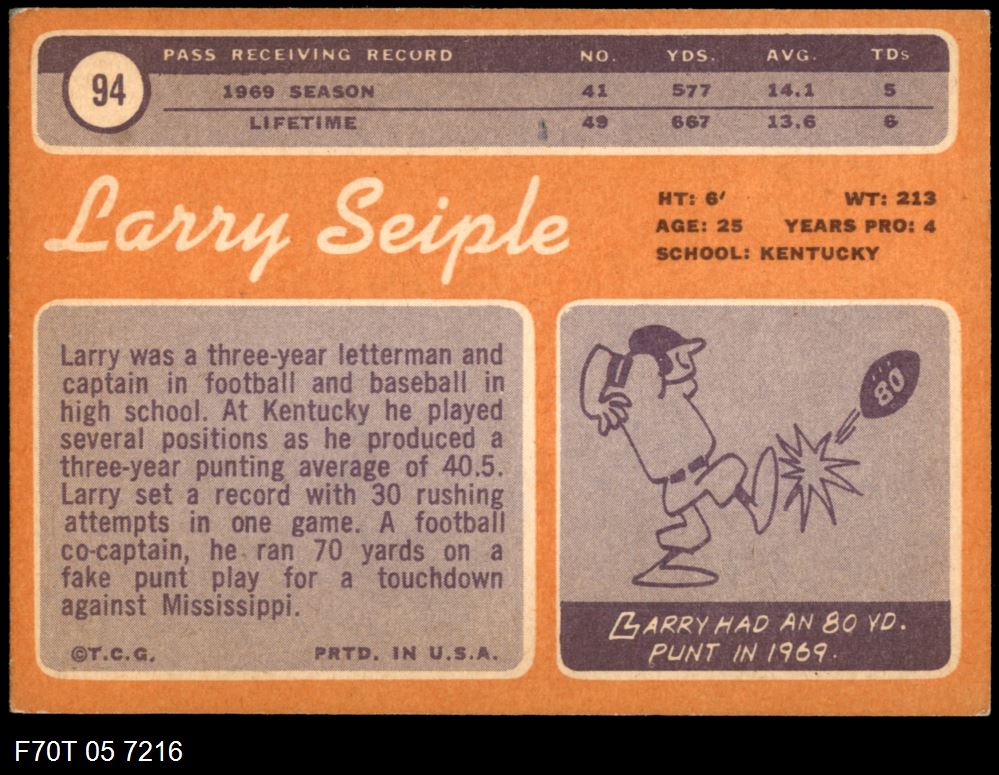 94
PASS RECEIVING RECORD NO. YDS. AVG. TDs
1969 SEASON 41 577 14.1 5
LIFETIME 49 667 13.6 6
Larry Seiple
HT: 6' WT: 213
AGE: 25 YEARS PRO: 4
SCHOOL: KENTUCKY
Larry was a three-year letterman and
captain in football and baseball in
high school. At Kentucky he played
several positions as he produced a
three-year punting average of 40.5.
Larry set a record with 30 rushing
attempts in one game. A football
co-captain, he ran 70 yards on a
fake punt play for a touchdown
against Mississippi.
©T.C.G. PRTD. IN U.S.A.
80
LARRY HAD AN 80 YD.
PUNT IN 1969.
F70T 05 7216